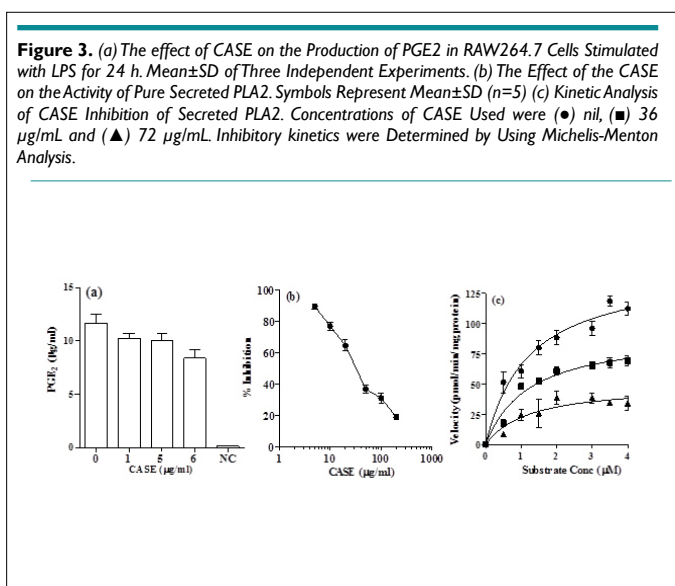 Figure 3. (a) The effect of CASE on the Production of PGE2 in RAW264.7 Cells Stimulated
with LPS for 24 h. Mean±SD of Three Independent Experiments. (b) The Effect of the CASE
on the Activity of Pure Secreted PLA2. Symbols Represent Mean±SD (n=5) (c) Kinetic Analysis
of CASE Inhibition of Secreted PLA2. Concentrations of CASE Used were (●) nil, (■) 36
µg/mL and (▲) 72 µg/mL. Inhibitory kinetics were Determined by Using Michelis-Menton
Analysis.
(a)
15
10
5
0
PGE2 (ng/ml)
0 1 5 6 NC
CASE (µg/ml)
(b)
100
80
60
40
20
0
% Inhibition
1 10 100 1000
CASE (µg/ml)
(c)
125
100
75
50
25
0
Velocity (pmol/min/mg protein)
0 1 2 3 4
Substrate Conc (µM)